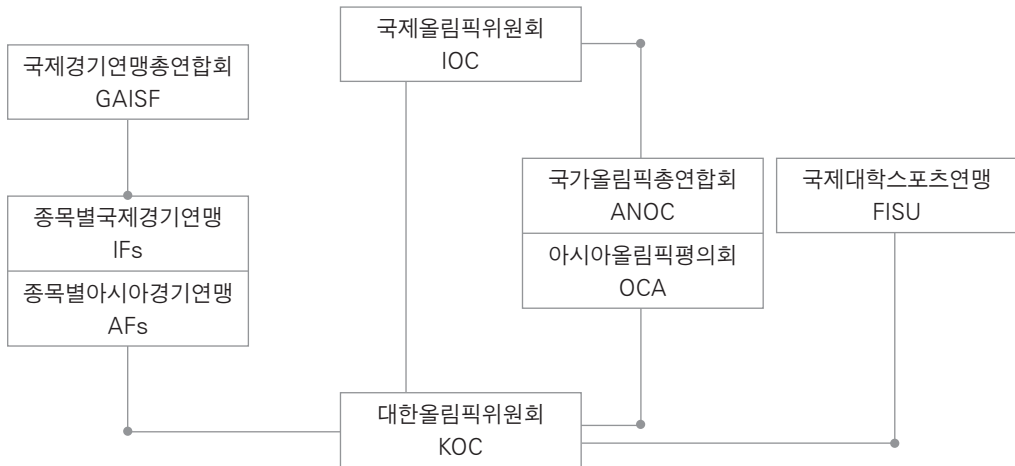 국제올림픽위원회
IOC
국제경기연맹총연합회
GAISF
국가올림픽총연합회
ANOC
국제대학스포츠연맹
FISU
종목별국제경기연맹
IFs
아시아올림픽평의회
OCA
종목별아시아경기연맹
AFs
대한올림픽위원회
KOC